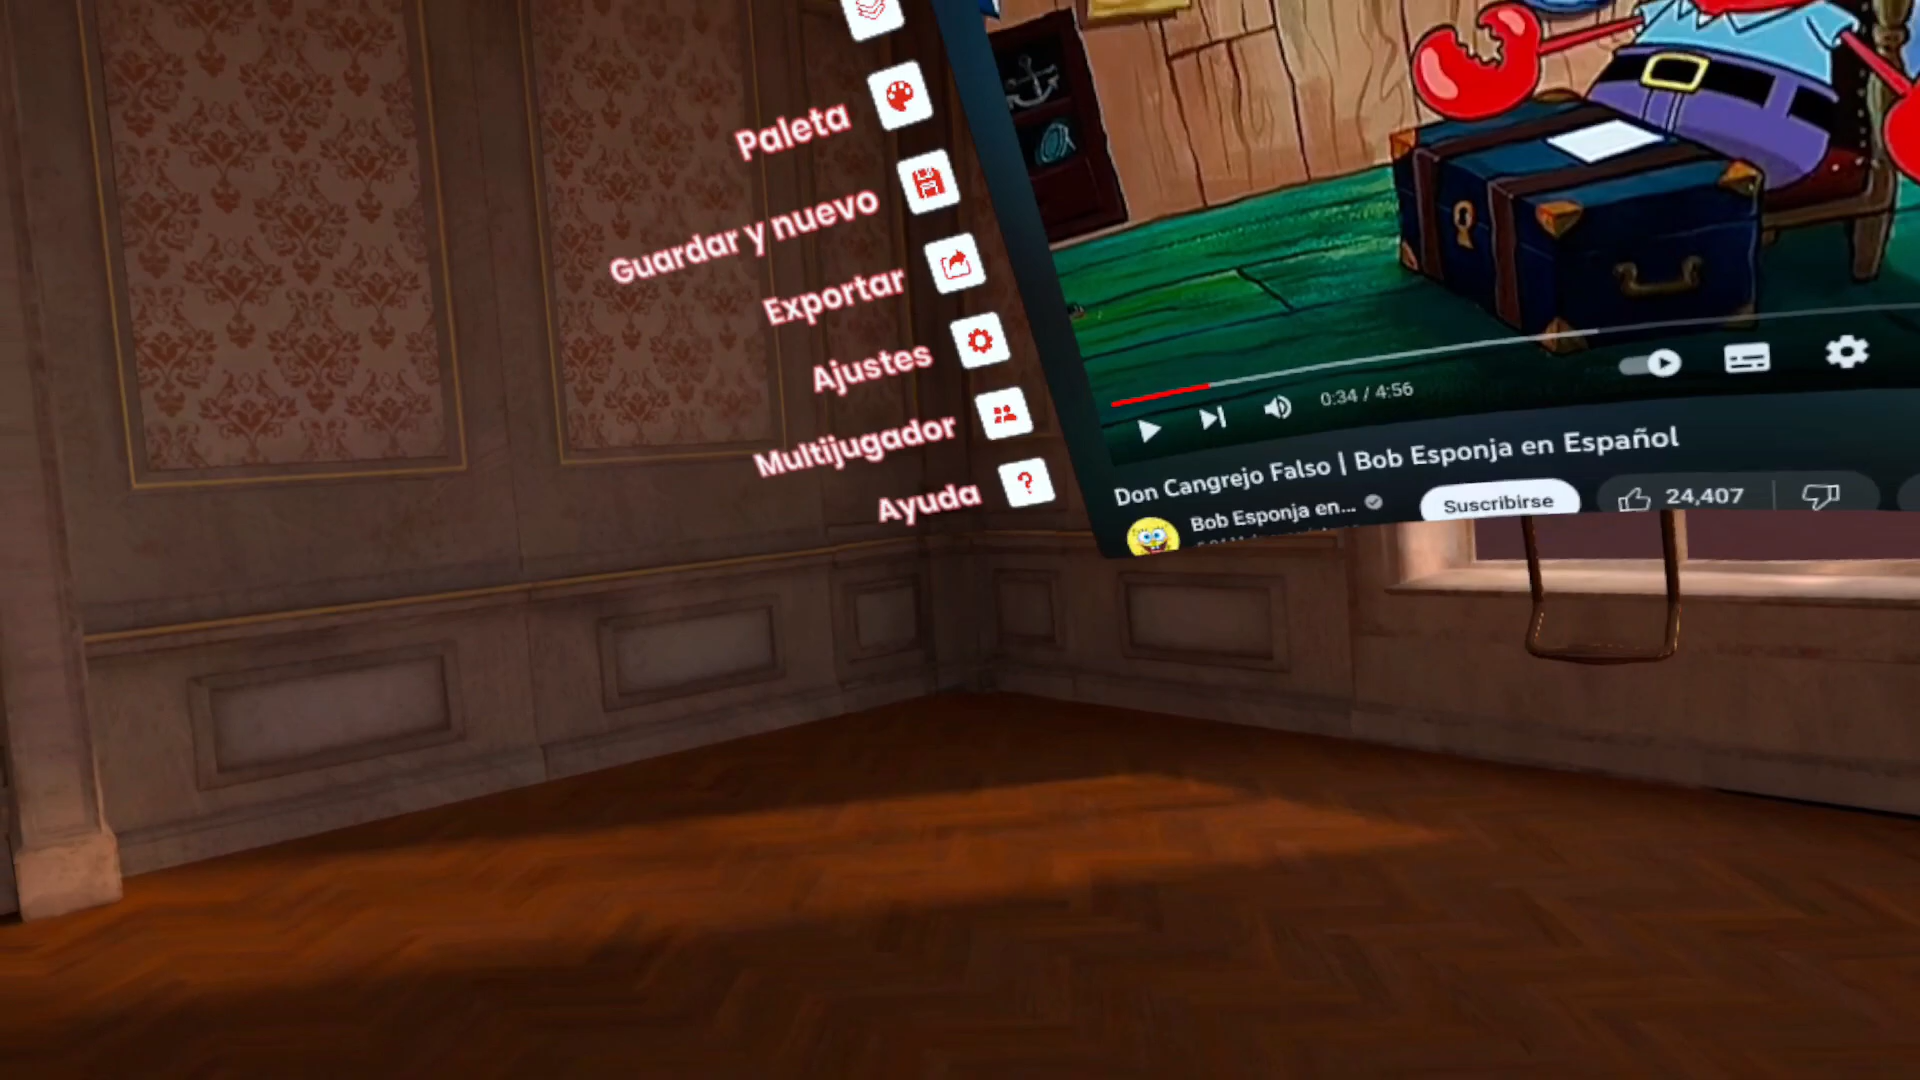 Paleta
Guardar y nuevo
Exportar
Ajustes
Multijugador
Ayuda
?
0:34 / 4:56
Don Cangrejo Falso | Bob Esponja en Español
Bob Esponja en...
Suscribirse
24,407